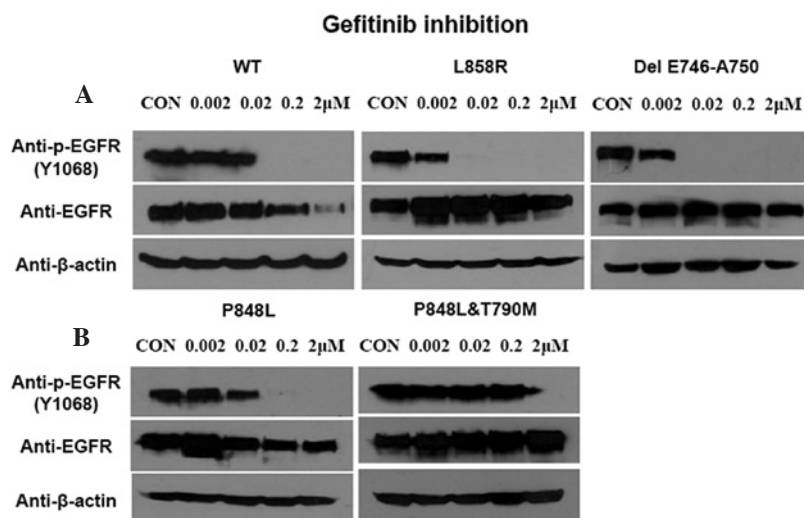 Gefitinib inhibition
WT L858R Del E746-A750
A
CON 0.002 0.02 0.2 2μM CON 0.002 0.02 0.2 2μM CON 0.002 0.02 0.2 2μM
Anti-p-EGFR
(Y1068)
Anti-EGFR
Anti-β-actin
P848L P848L&T790M
B
CON 0.002 0.02 0.2 2μM CON 0.002 0.02 0.2 2μM
Anti-p-EGFR
(Y1068)
Anti-EGFR
Anti-β-actin